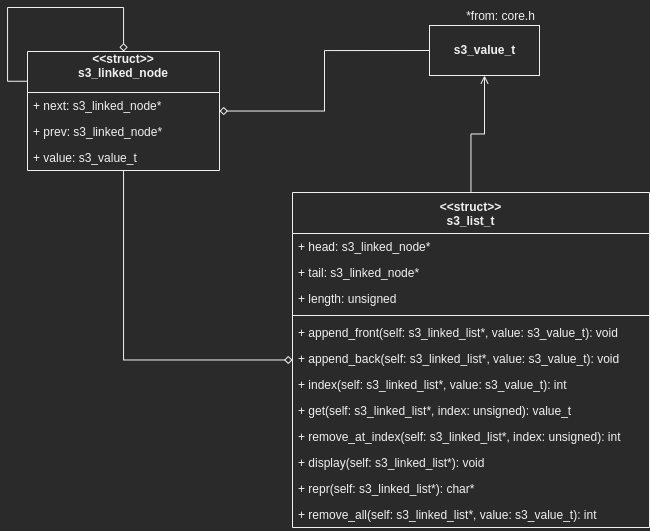 *from: core.h
s3_value_t
<<struct>>
s3_linked_node
+ next: s3_linked_node*
+ prev: s3_linked_node*
+ value: s3_value_t
<<struct>>
s3_list_t
+ head: s3_linked_node*
+ tail: s3_linked_node*
+ length: unsigned
+ append_front(self: s3_linked_list*, value: s3_value_t): void
+ append_back(self: s3_linked_list*, value: s3_value_t): void
+ index(self: s3_linked_list*, value: s3_value_t): int
+ get(self: s3_linked_list*, index: unsigned): value_t
+ remove_at_index(self: s3_linked_list*, index: unsigned): int
+ display(self: s3_linked_list*): void
+ repr(self: s3_linked_list*): char*
+ remove_all(self: s3_linked_list*, value: s3_value_t): int